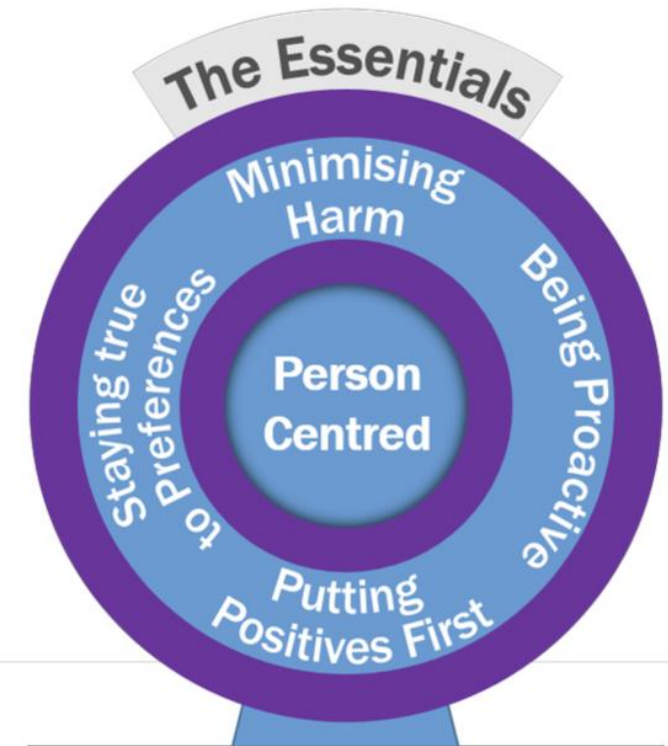 The Essentials
Minimising
Harm
Being Proactive
Putting
Positives First
Staying true
to Preferences
Person
Centred